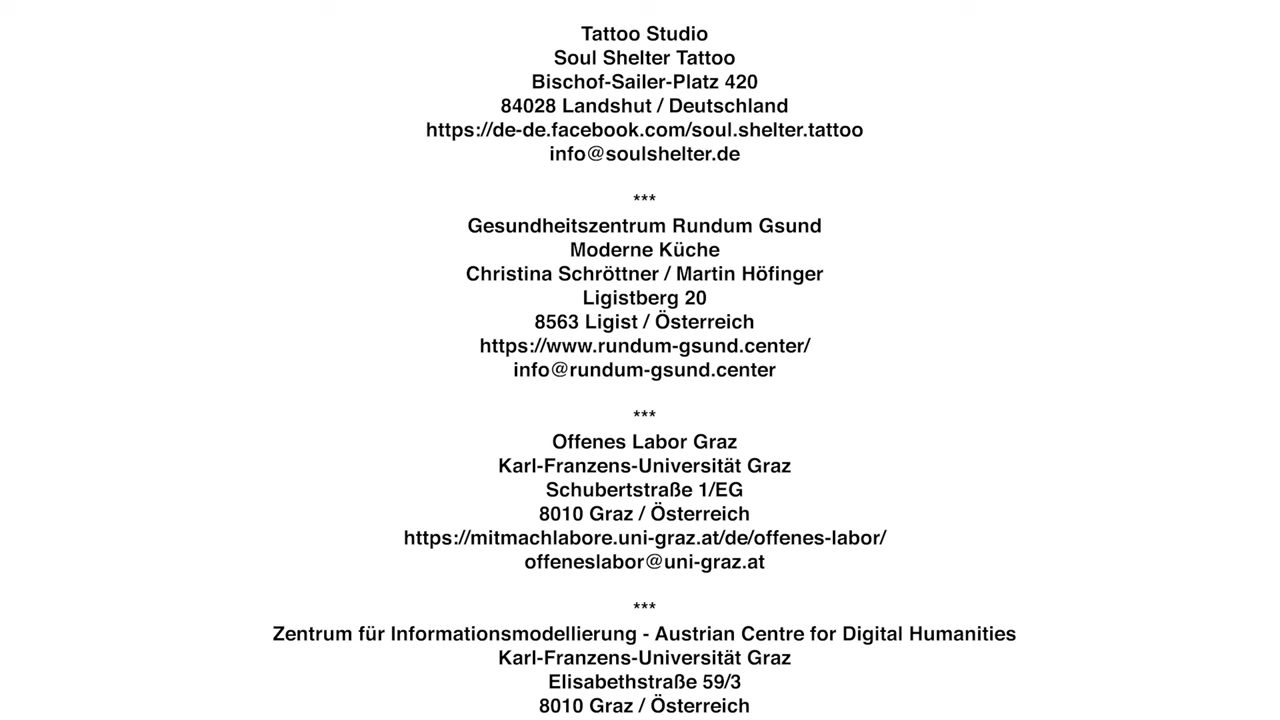 Tattoo Studio
Soul Shelter Tattoo
Bischof-Sailer-Platz 420
84028 Landshut / Deutschland
https://de-de.facebook.com/soul.shelter.tattoo
info@soulshelter.de
***
Gesundheitszentrum Rundum Gsund
Moderne Küche
Christina Schröttner / Martin Höfinger
Ligistberg 20
8563 Ligist / Österreich
https://www.rundum-gsund.center/
info@rundum-gsund.center
***
Offenes Labor Graz
Karl-Franzens-Universität Graz
Schubertstraße 1/EG
8010 Graz / Österreich
https://mitmachlabore.uni-graz.at/de/offenes-labor/
offeneslabor@uni-graz.at
***
Zentrum für Informationsmodellierung - Austrian Centre for Digital Humanities
Karl-Franzens-Universität Graz
Elisabethstraße 59/3
8010 Graz / Österreich